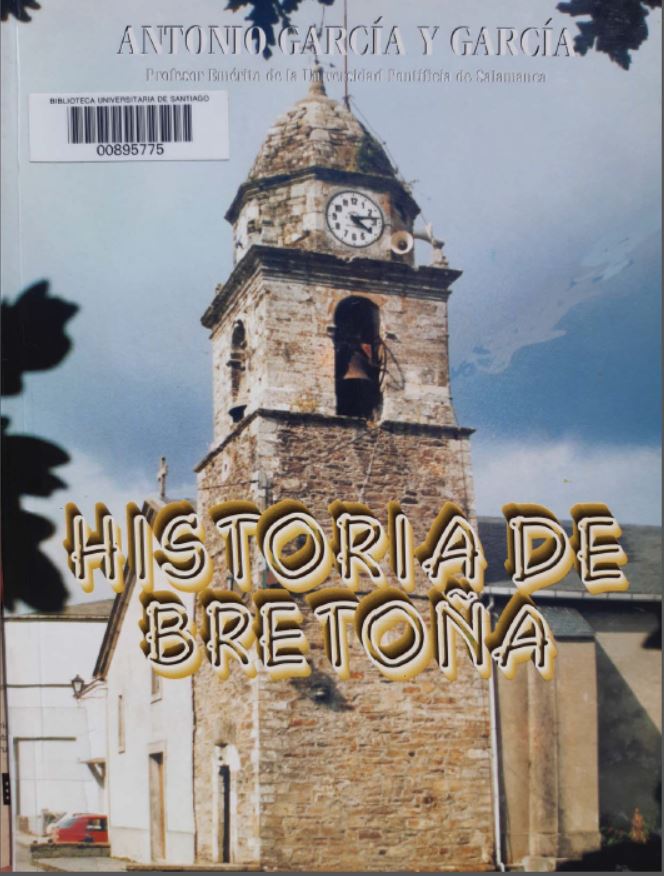 ANTONIO GARCÍA Y GARCÍA
Profesor Emérito de la Universidad Pontificia de Salamanca
BIBLIOTECA UNIVERSITARIA DE SANTIAGO
00895775
12
HISTORIA DE
BRETOÑA